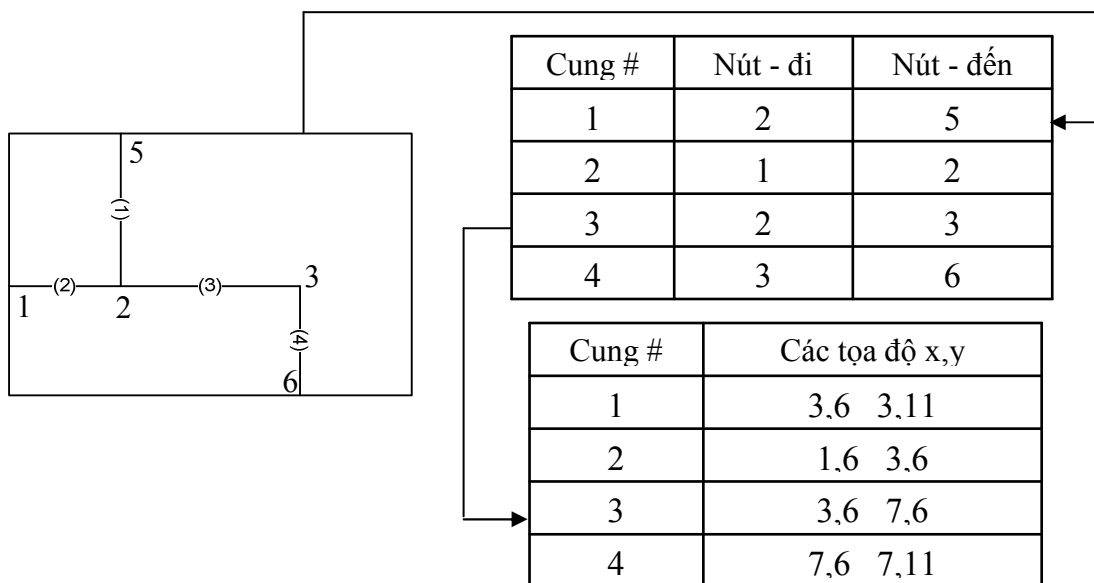 Cung # Nút - đi Nút - đến
1 2 5
2 1 2
3 2 3
4 3 6
5
(1)
(2) (3) 3
1 2
(4)
6
Cung # Các tọa độ x,y
1 3,6 3,11
2 1,6 3,6
3 3,6 7,6
4 7,6 7,11